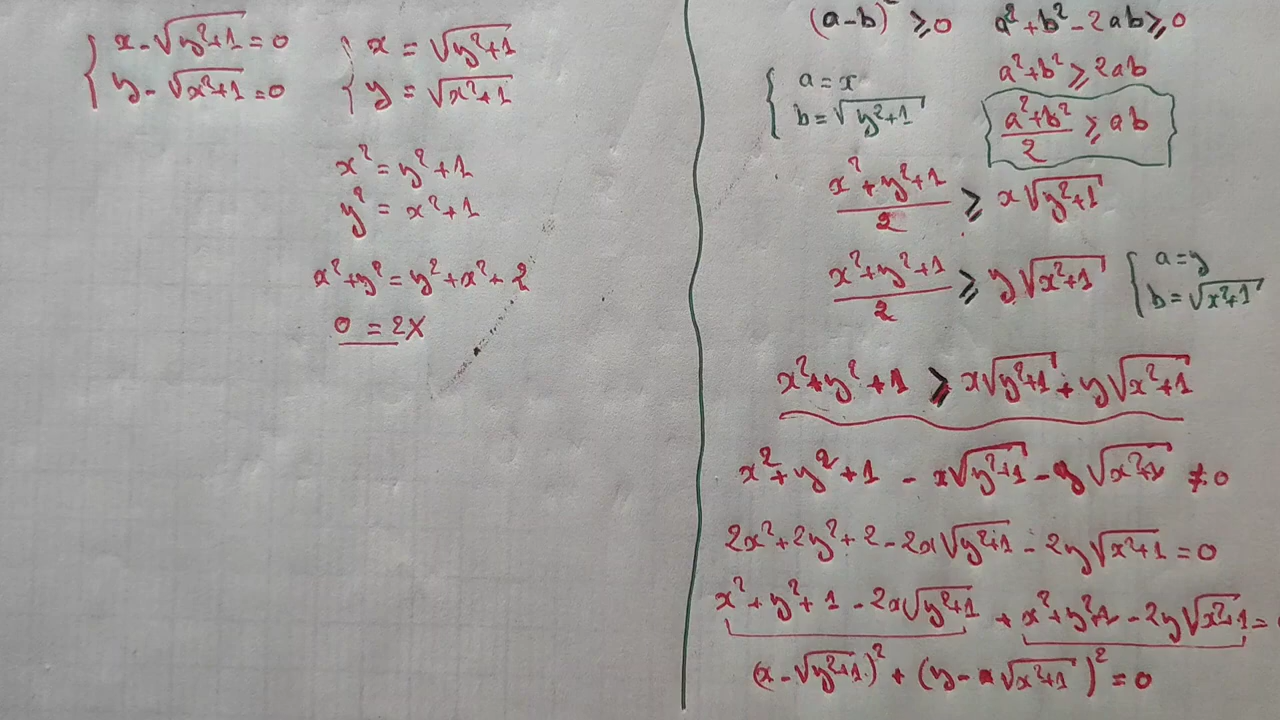 x - √(y²+1) = 0
y - √(x²+1) = 0
x = √(y²+1)
y = √(x²+1)
x² = y² + 1
y² = x² + 1
x² + y² = y² + x² + 2
0 = 2 X
(a-b)² ⩾ 0 a² + b² - 2ab ⩾ 0
a² + b² ⩾ 2ab
a = x
b = √(y²+1)
(a² + b²)/2 ⩾ ab
(x² + y² + 1)/2 ⩾ x√(y²+1)
(x² + y² + 1)/2 ⩾ y√(x²+1)
a = y
b = √(x²+1)
x² + y² + 1 ⩾ x√(y²+1) + y√(x²+1)
x² + y² + 1 - x√(y²+1) - y√(x²+1) ≠ 0
2x² + 2y² + 2 - 2x√(y²+1) - 2y√(x²+1) = 0
x² + y² + 1 - 2x√(y²+1) + x² + y² + 1 - 2y√(x²+1) =
(x - √(y²+1))² + (y - √(x²+1))² = 0